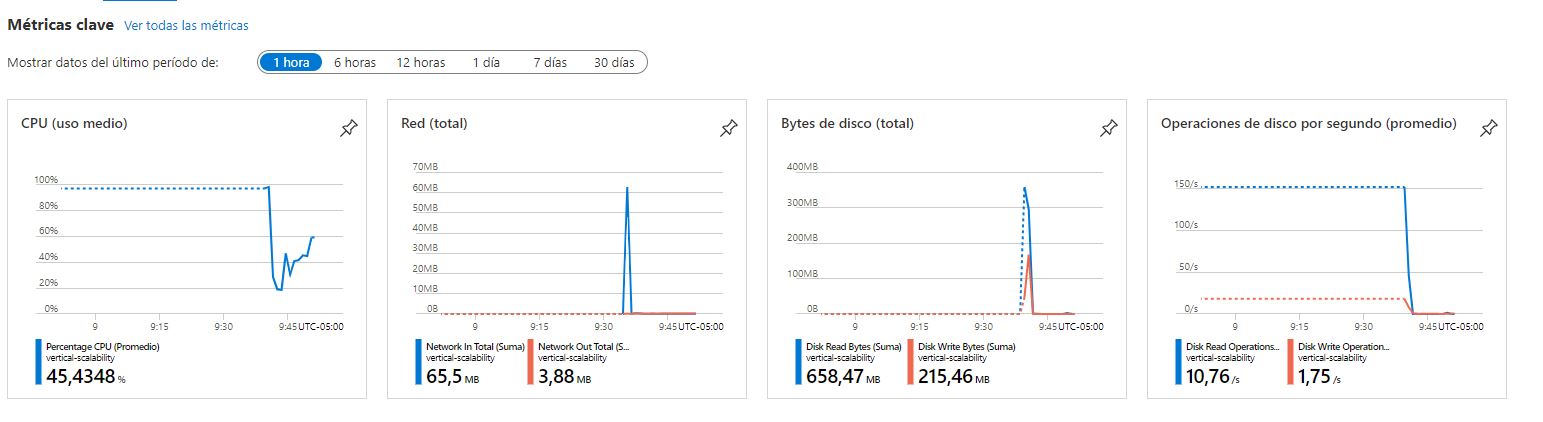 Métricas clave Ver todas las métricas
Mostrar datos del último período de: 1 hora 6 horas 12 horas 1 día 7 días 30 días
CPU (uso medio)
100%
80%
60%
40%
20%
0%
9 9:15 9:30 9:45 UTC-05:00
Percentage CPU (Promedio)
vertical-scalability
45,4348 %
Red (total)
70MB
60MB
50MB
40MB
30MB
20MB
10MB
0B
9 9:15 9:30 9:45 UTC-05:00
Network In Total (Suma) Network Out Total (S...
vertical-scalability vertical-scalability
65,5 MB 3,88 MB
Bytes de disco (total)
400MB
300MB
200MB
100MB
0B
9 9:15 9:30 9:45 UTC-05:00
Disk Read Bytes (Suma) Disk Write Bytes (Suma)
vertical-scalability vertical-scalability
658,47 MB 215,46 MB
Operaciones de disco por segundo (promedio)
150/s
100/s
50/s
0/s
9 9:15 9:30 9:45 UTC-05:00
Disk Read Operations... Disk Write Operation...
vertical-scalability vertical-scalability
10,76 /s 1,75 /s